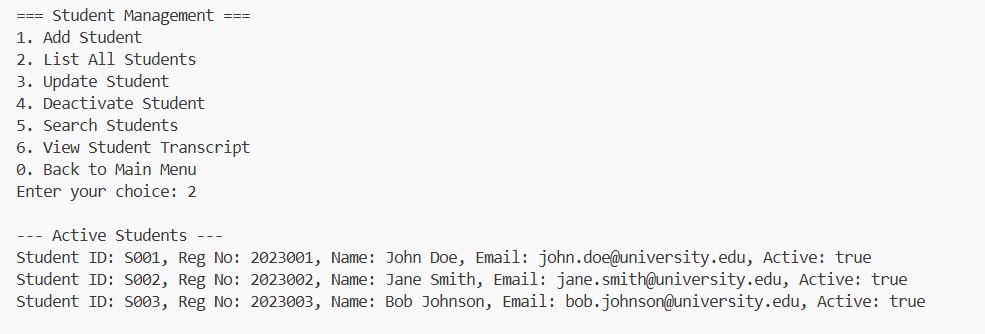 === Student Management ===
1. Add Student
2. List All Students
3. Update Student
4. Deactivate Student
5. Search Students
6. View Student Transcript
0. Back to Main Menu
Enter your choice: 2
--- Active Students ---
Student ID: S001, Reg No: 2023001, Name: John Doe, Email: john.doe@university.edu, Active: true
Student ID: S002, Reg No: 2023002, Name: Jane Smith, Email: jane.smith@university.edu, Active: true
Student ID: S003, Reg No: 2023003, Name: Bob Johnson, Email: bob.johnson@university.edu, Active: true